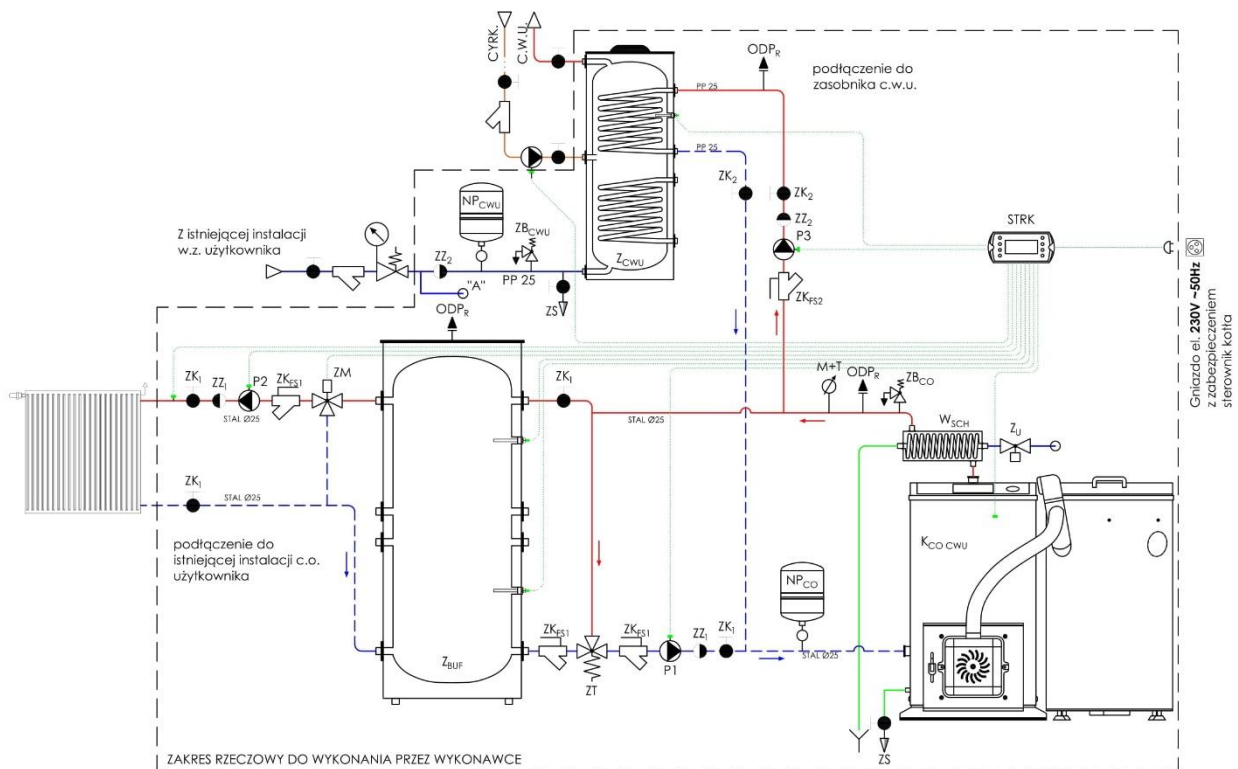 CYRK.
C.W.U.
ODPR
podłączenie do
zasobnika c.w.u.
PP 25
PP 25
ZK2
ZK2
ZZ2
P3
STRK
NPCWU
ZBCWU
Z istniejącej instalacji
w.z. użytkownika
ZZ2
PP 25
"A"
ZS
ZCWU
ZKFS2
Gniazdo el. 230V ~50Hz
z zabezpieczeniem
sterownik kotła
ODPR
ZK1
ZZ1
P2
ZKFS1
ZM
STAL Ø25
ZK1
M+T
ODPR
ZBCO
STAL Ø25
WSCH
ZU
ZK1
STAL Ø25
podłączenie do
istniejącej instalacji c.o.
użytkownika
KCO CWU
NPCO
ZKFS1
ZKFS1
ZZ1
ZK1
P1
STAL Ø25
ZBUF
ZT
ZS
ZAKRES RZECZOWY DO WYKONANIA PRZEZ WYKONAWCE